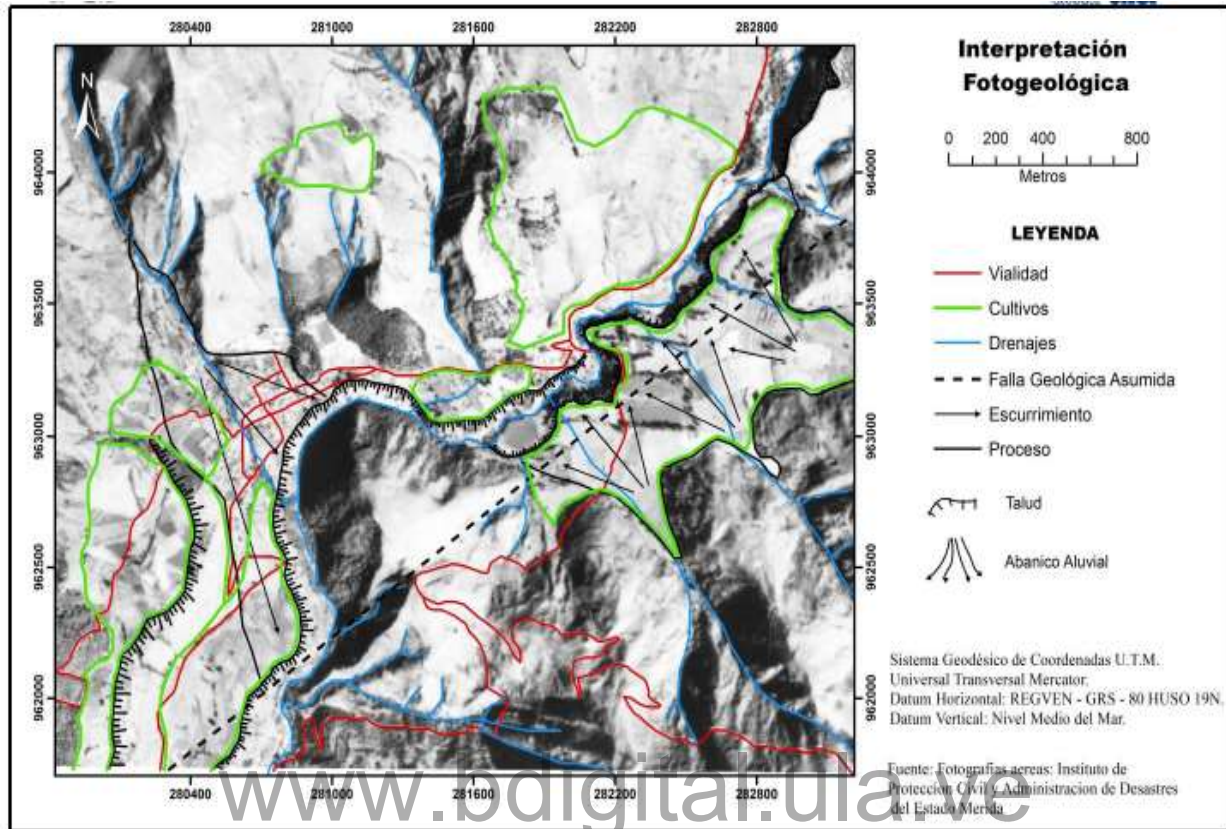 280400 281000 281600 282200 282800
N
964000 963500 963000 962500 962000
964000 963500 963000 962500 962000
280400 281000 281600 282200 282800
Interpretación
Fotogeológica
0 200 400 800
Metros
LEYENDA
Vialidad
Cultivos
Drenajes
Falla Geológica Asumida
Escurrimiento
Proceso
Talud
Abanico Aluvial
Sistema Geodésico de Coordenadas U.T.M.
Universal Transversal Mercator.
Datum Horizontal: REGVEN - GRS - 80 HUSO 19N.
Datum Vertical: Nivel Medio del Mar.
Fuente: Fotografias aereas: Instituto de
Proteccion Civil y Administracion de Desastres
del Estado Merida
www.bdigital.ula.ve